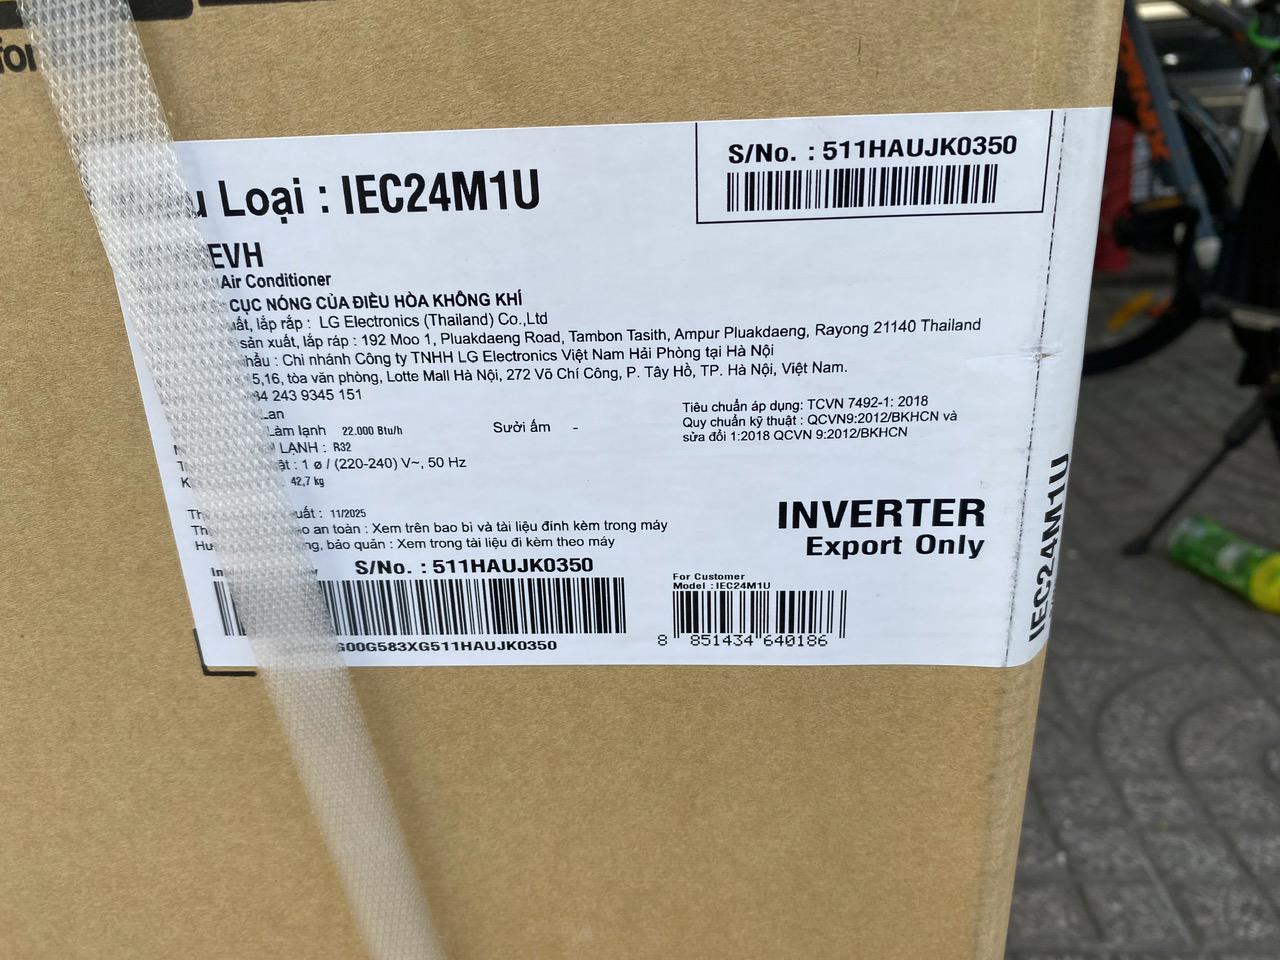 for
Loại : IEC24M1U
S/No. : 511HAUJK0350
EVH
Air Conditioner
CỤC NÓNG CỦA ĐIỀU HÒA KHÔNG KHÍ
lắp rắp : LG Electronics (Thailand) Co.,Ltd
sản xuất, lắp ráp : 192 Moo 1, Pluakdaeng Road, Tambon Tasith, Ampur Pluakdaeng, Rayong 21140 Thailand
: Chi nhánh Công ty TNHH LG Electronics Việt Nam Hải Phòng tại Hà Nội
5,16, tòa văn phòng, Lotte Mall Hà Nội, 272 Võ Chí Công, P. Tây Hồ, TP. Hà Nội, Việt Nam.
243 9345 151
Làm lạnh 22.000 Btu/h Sưởi ấm -
LẠNH : R32
: 1 ø / (220-240) V~, 50 Hz
42,7 kg
Tiêu chuẩn áp dụng: TCVN 7492-1: 2018
Quy chuẩn kỹ thuật : QCVN9:2012/BKHCN và
sửa đổi 1:2018 QCVN 9:2012/BKHCN
: 11/2025
an toàn : Xem trên bao bì và tài liệu đính kèm trong máy
bảo quản : Xem trong tài liệu đi kèm theo máy
INVERTER
Export Only
S/No. : 511HAUJK0350
G00G583XG511HAUJK0350
For Customer
Model : IEC24M1U
8 851434 640186
IEC24M1U